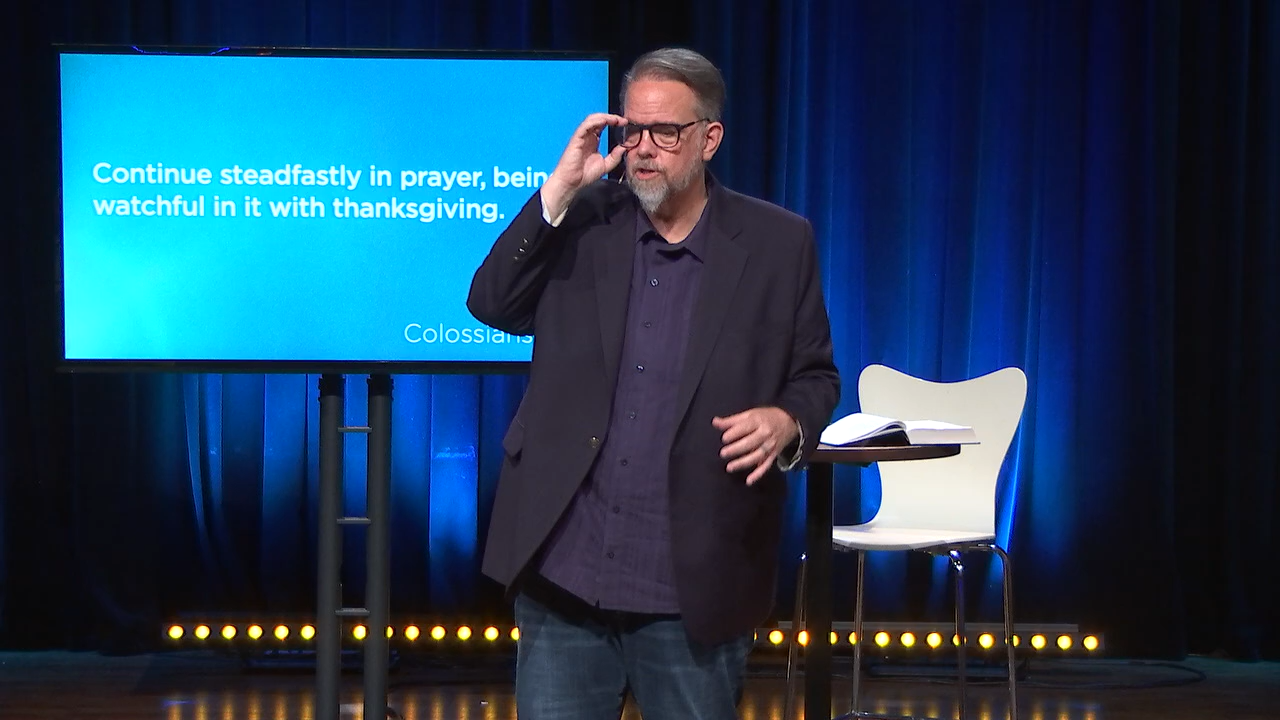 Continue steadfastly in prayer, bein
watchful in it with thanksgiving.
Colossians